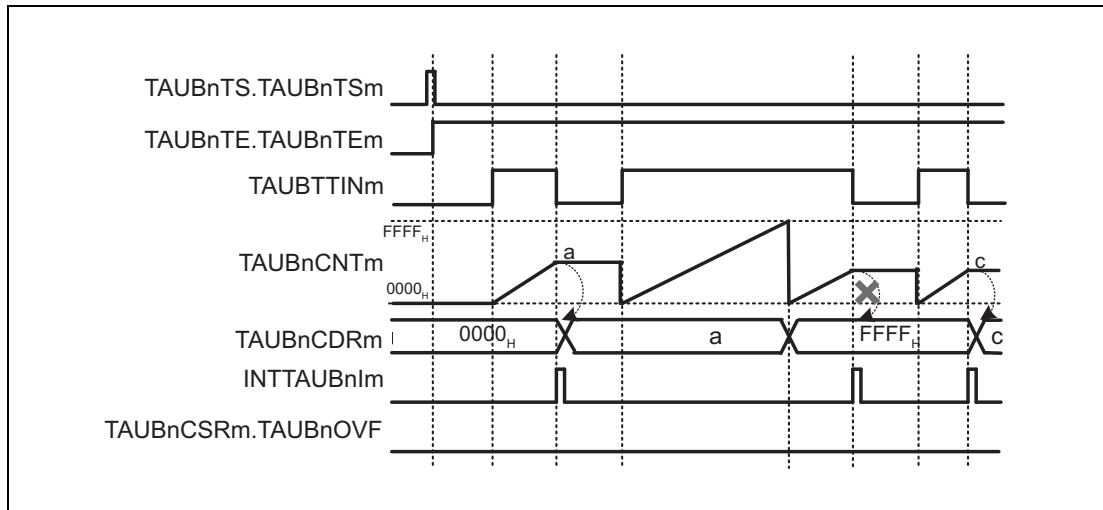 TAUBnTS.TAUBnTSm
TAUBnTE.TAUBnTEm
TAUBTTINm
FFFFH
TAUBnCNTm
a
c
0000H
TAUBnCDRm
0000H
a
FFFFH
c
INTTAUBnIm
TAUBnCSRm.TAUBnOVF